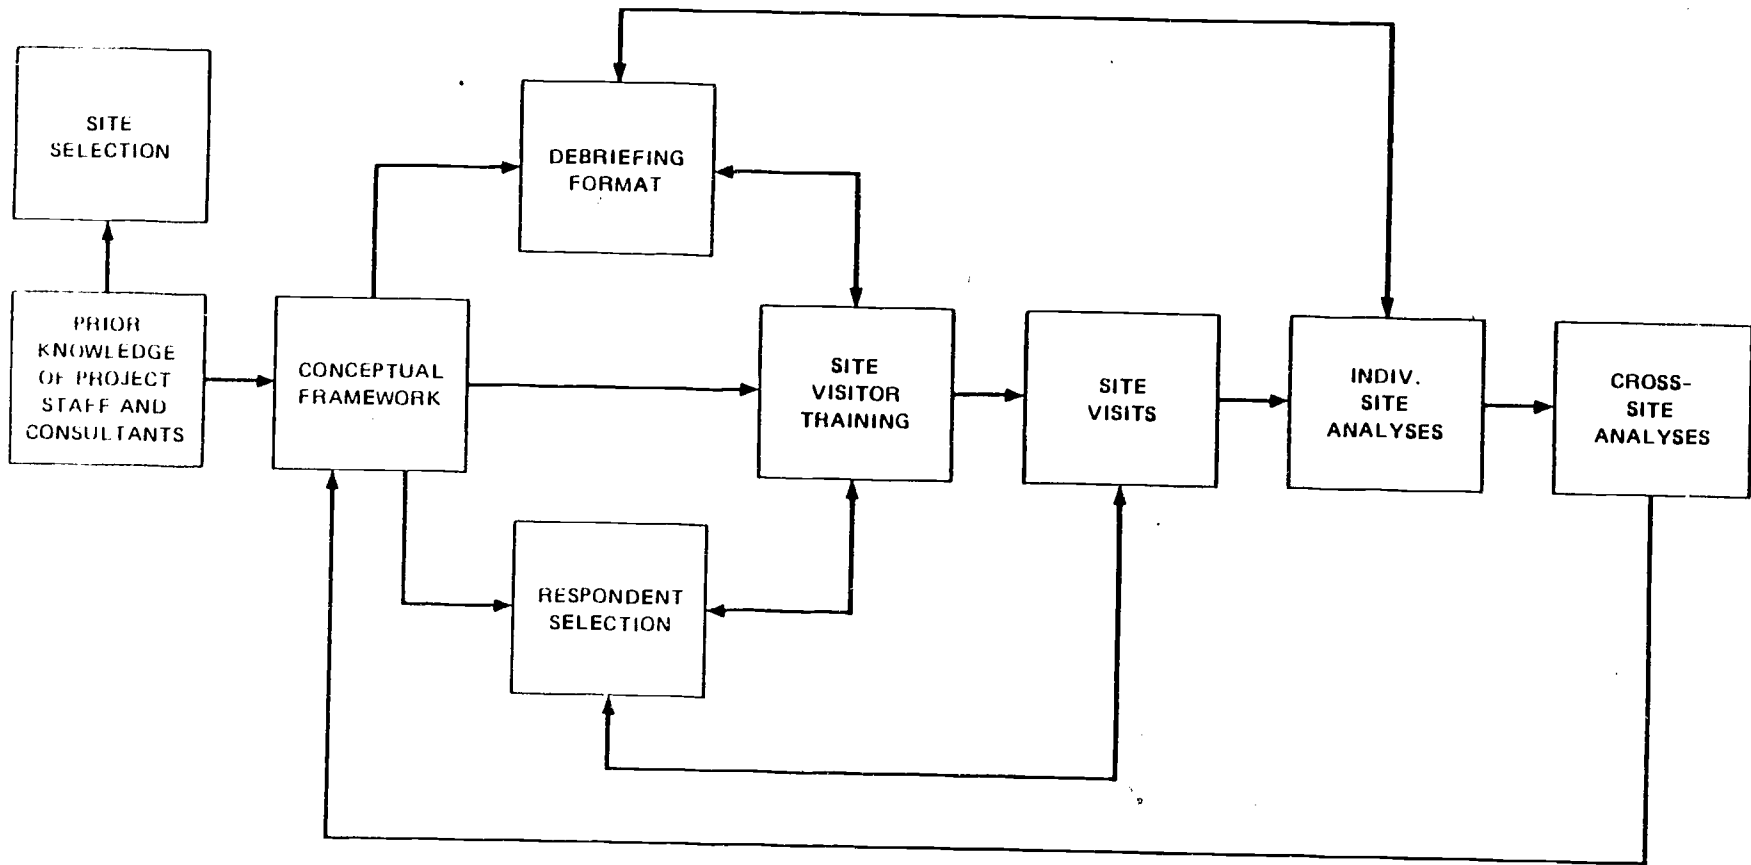 SITE
SELECTION
DEBRIEFING
FORMAT
PRIOR
KNOWLEDGE
OF PROJECT
STAFF AND
CONSULTANTS
CONCEPTUAL
FRAMEWORK
SITE
VISITOR
TRAINING
SITE
VISITS
INDIV.
SITE
ANALYSES
CROSS-
SITE
ANALYSES
RESPONDENT
SELECTION